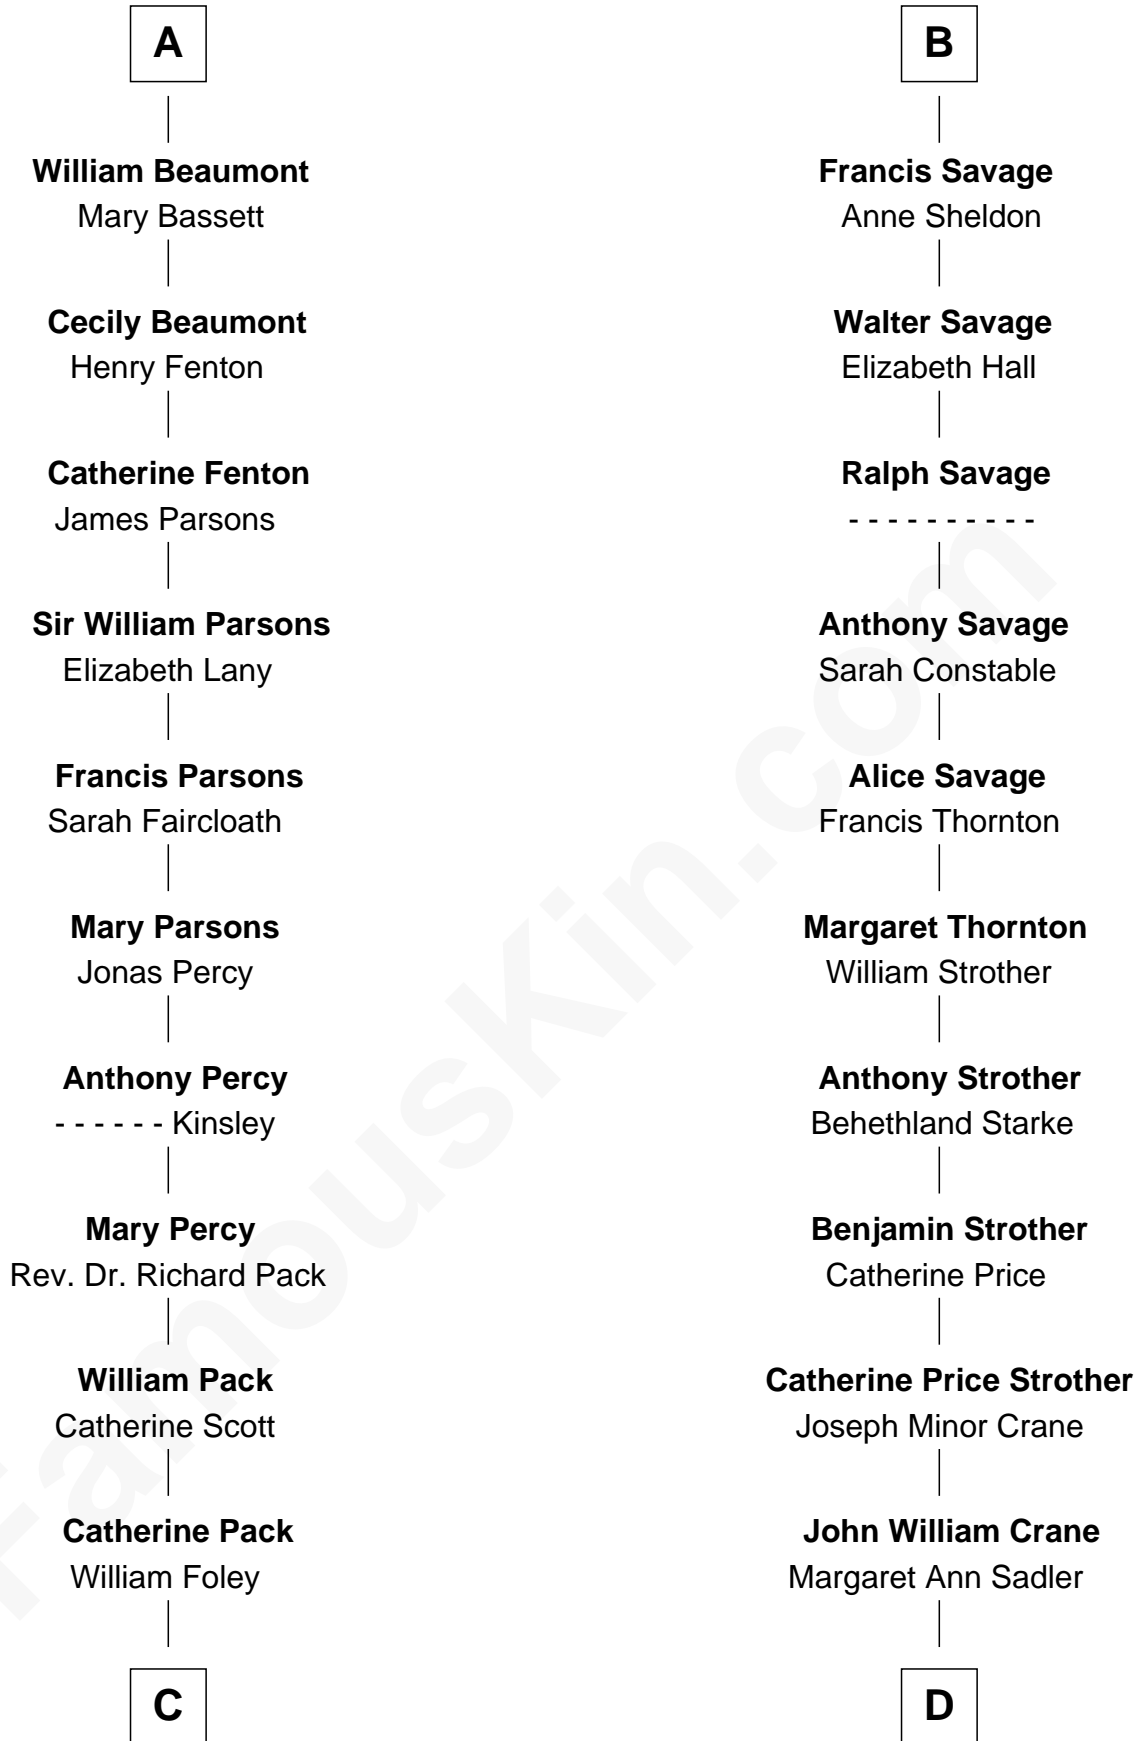 A
William Beaumont
Mary Bassett
Cecily Beaumont
Henry Fenton
Catherine Fenton
James Parsons
Sir William Parsons
Elizabeth Lany
Francis Parsons
Sarah Faircloath
Mary Parsons
Jonas Percy
Anthony Percy
- - - - - - Kinsley
Mary Percy
Rev. Dr. Richard Pack
William Pack
Catherine Scott
Catherine Pack
William Foley
C
B
Francis Savage
Anne Sheldon
Walter Savage
Elizabeth Hall
Ralph Savage
- - - - - - - - - -
Anthony Savage
Sarah Constable
Alice Savage
Francis Thornton
Margaret Thornton
William Strother
Anthony Strother
Behethland Starke
Benjamin Strother
Catherine Price
Catherine Price Strother
Joseph Minor Crane
John William Crane
Margaret Ann Sadler
D
FamousKin.com